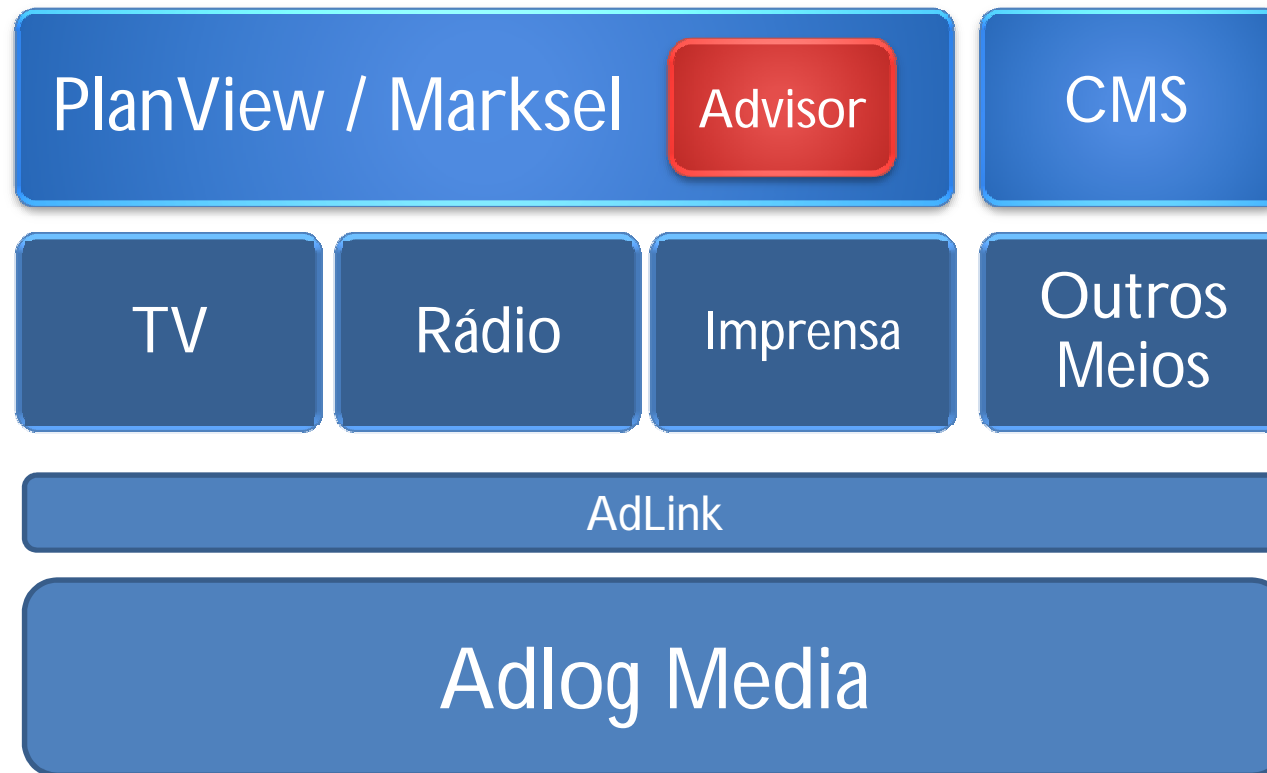 PlanView / Marksel
Advisor
CMS
TV
Rádio
Imprensa
Outros
Meios
AdLink
Adlog Media